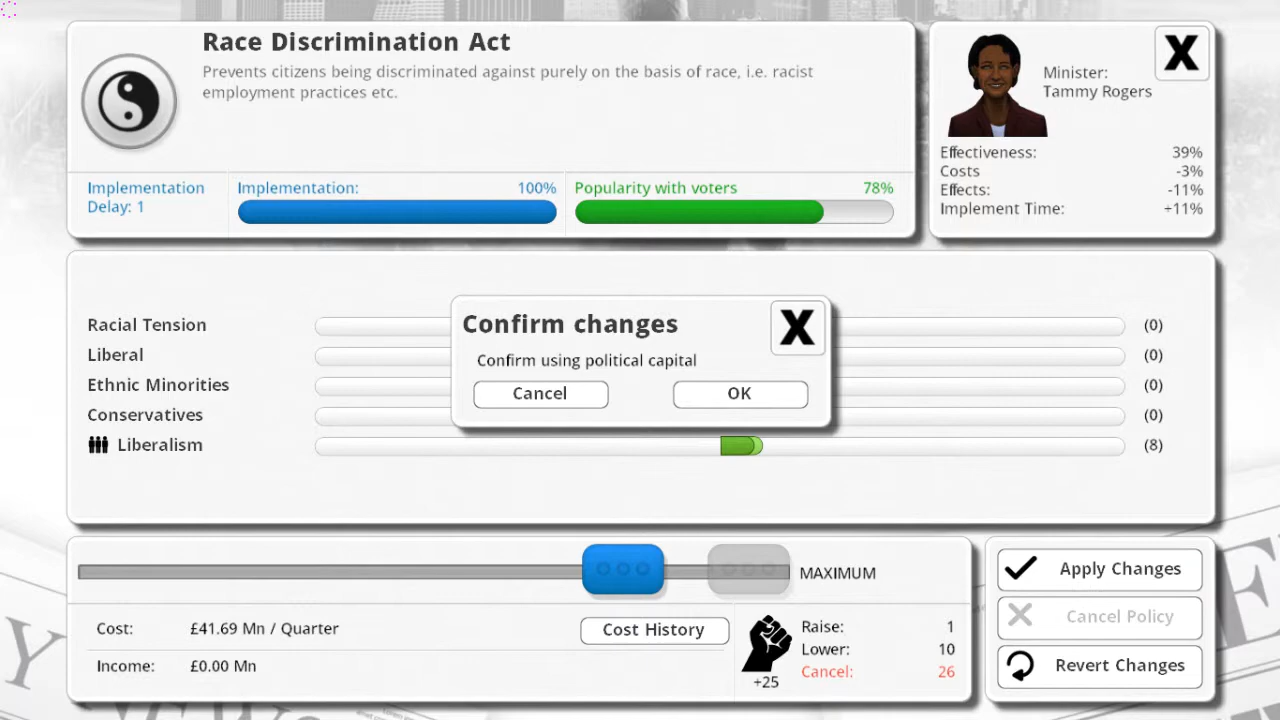 Race Discrimination Act
Prevents citizens being discriminated against purely on the basis of race, i.e. racist
employment practices etc.
Implementation
Delay: 1
Implementation: 100%
Popularity with voters 78%
X
Minister:
Tammy Rogers
Effectiveness: 39%
Costs -3%
Effects: -11%
Implement Time: +11%
Racial Tension (0)
Liberal (0)
Ethnic Minorities (0)
Conservatives (0)
Liberalism (8)
Confirm changes
X
Confirm using political capital
Cancel OK
MAXIMUM
Cost: £41.69 Mn / Quarter
Income: £0.00 Mn
Cost History
+25
Raise: 1
Lower: 10
Cancel: 26
Apply Changes
Cancel Policy
Revert Changes